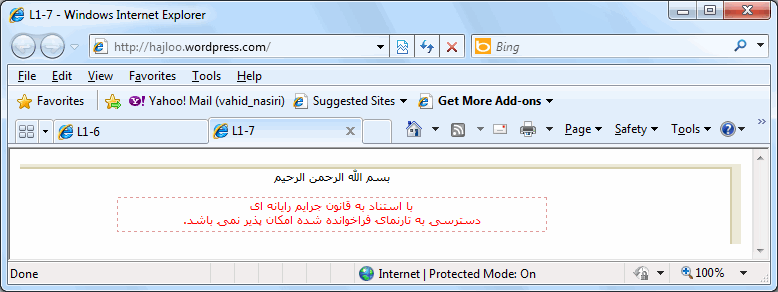 L1-7 - Windows Internet Explorer
http://hajloo.wordpress.com/
Bing
File Edit View Favorites Tools Help
Favorites Yahoo! Mail (vahid_nasiri) Suggested Sites Get More Add-ons
L1-6 L1-7 Page Safety Tools
بسم الله الرحمن الرحیم
با استناد به قانون جرایم رایانه ای
دسترسی به تارنمای فراخوانده شده امکان پذیر نمی باشد.
Done Internet | Protected Mode: On 100%